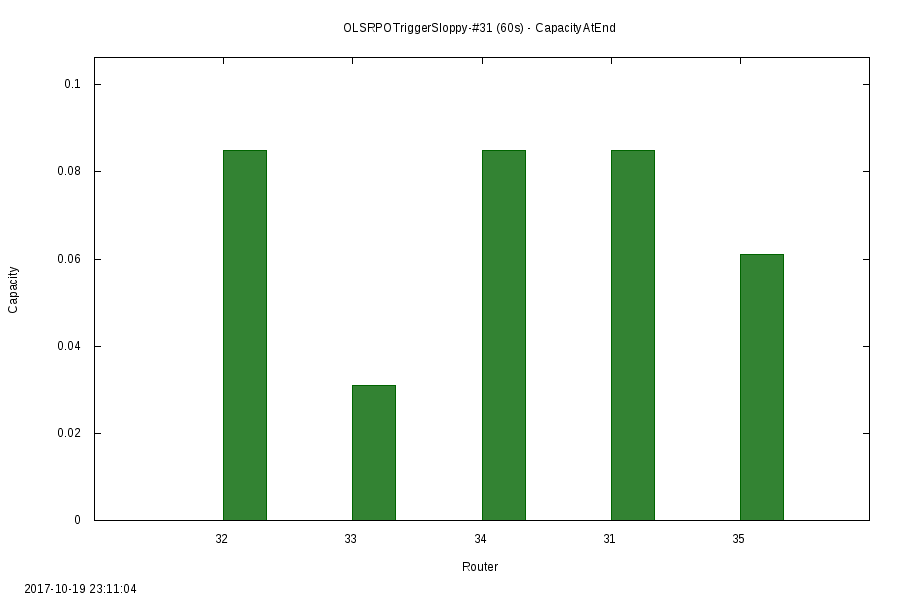 OLSRPOTriggerSloppy-#31 (60s) - CapacityAtEnd
0.1
0.08
0.06
0.04
0.02
0
Capacity
32 33 34 31 35
Router
2017-10-19 23:11:04